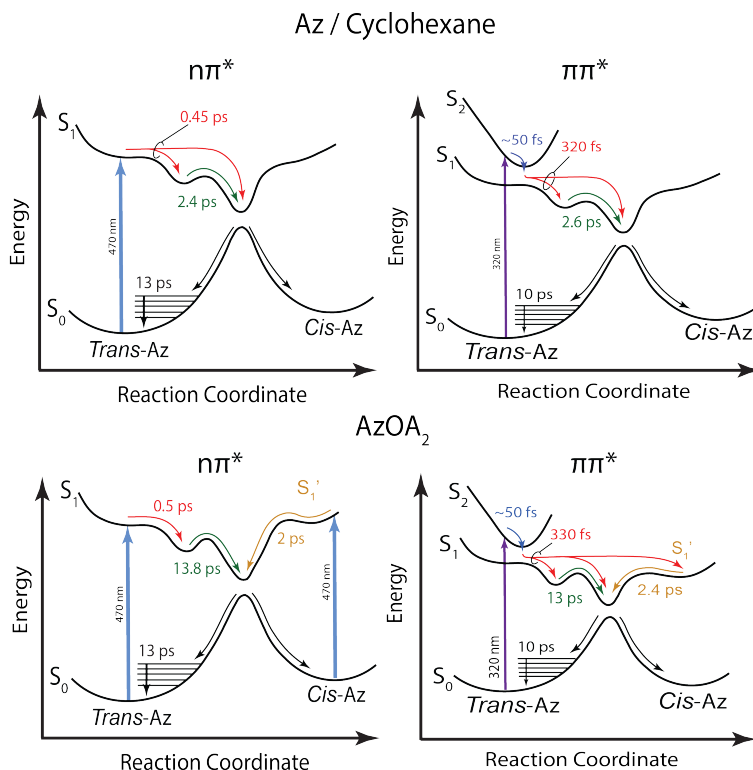 Az / Cyclohexane
nπ*
S1
0.45 ps
2.4 ps
470 nm
13 ps
S0
Trans-Az
Cis-Az
Energy
Reaction Coordinate
ππ*
S2
~50 fs
S1
320 fs
2.6 ps
320 nm
10 ps
S0
Trans-Az
Cis-Az
Energy
Reaction Coordinate
AzOA2
nπ*
S1
0.5 ps
S1'
2 ps
13.8 ps
470 nm
470 nm
13 ps
S0
Trans-Az
Cis-Az
Energy
Reaction Coordinate
ππ*
S2
~50 fs
S1
330 fs
S1'
13 ps
2.4 ps
320 nm
10 ps
S0
Trans-Az
Cis-Az
Energy
Reaction Coordinate